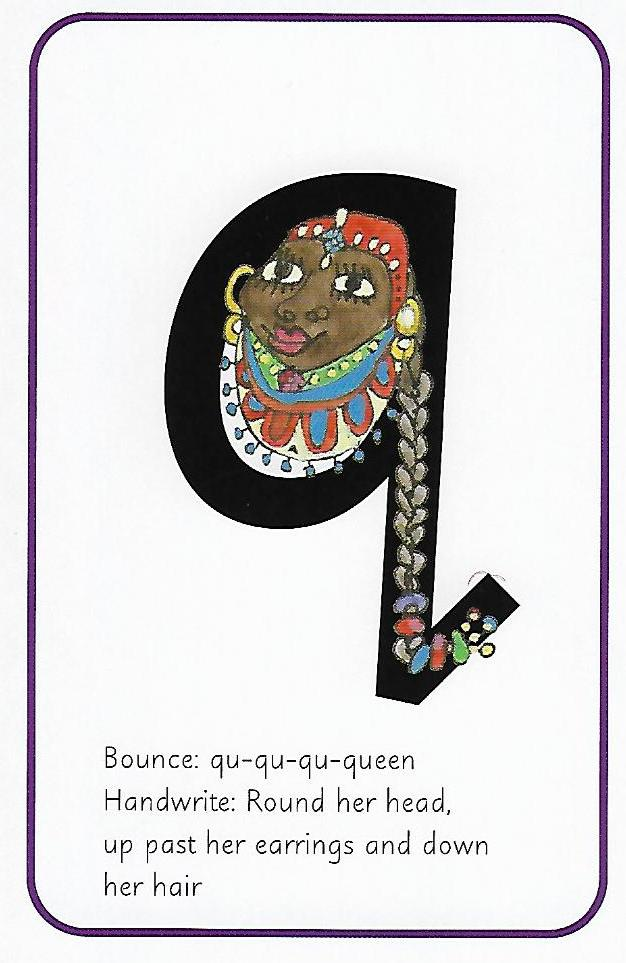 q
Bounce: qu-qu-qu-queen
Handwrite: Round her head,
up past her earrings and down
her hair